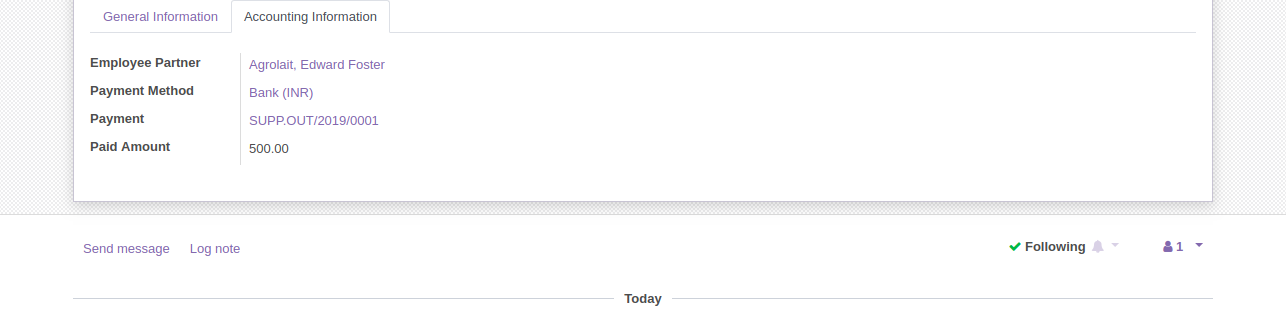 General Information Accounting Information
Employee Partner Agrolait, Edward Foster
Payment Method Bank (INR)
Payment SUPP.OUT/2019/0001
Paid Amount 500.00
Send message Log note Following 1
Today